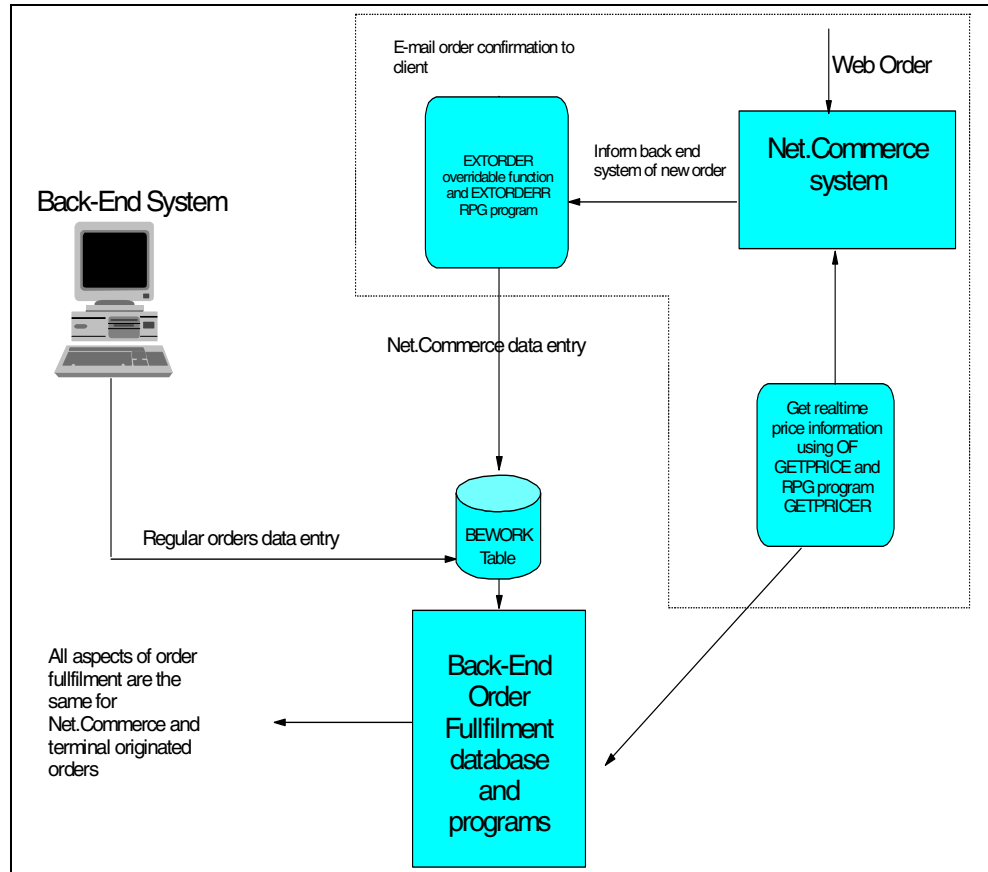 E-mail order confirmation to
client
Web Order
EXTORDER
overridable function
and EXTORDERR
RPG program
Inform back end
system of new order
Net.Commerce
system
Back-End System
Net.Commerce data entry
Get realtime
price information
using OF
GETPRICE and
RPG program
GETPRICER
BEWORK
Table
Regular orders data entry
All aspects of order
fullfilment are the
same for
Net.Commerce and
terminal originated
orders
Back-End
Order
Fullfilment
database
and
programs